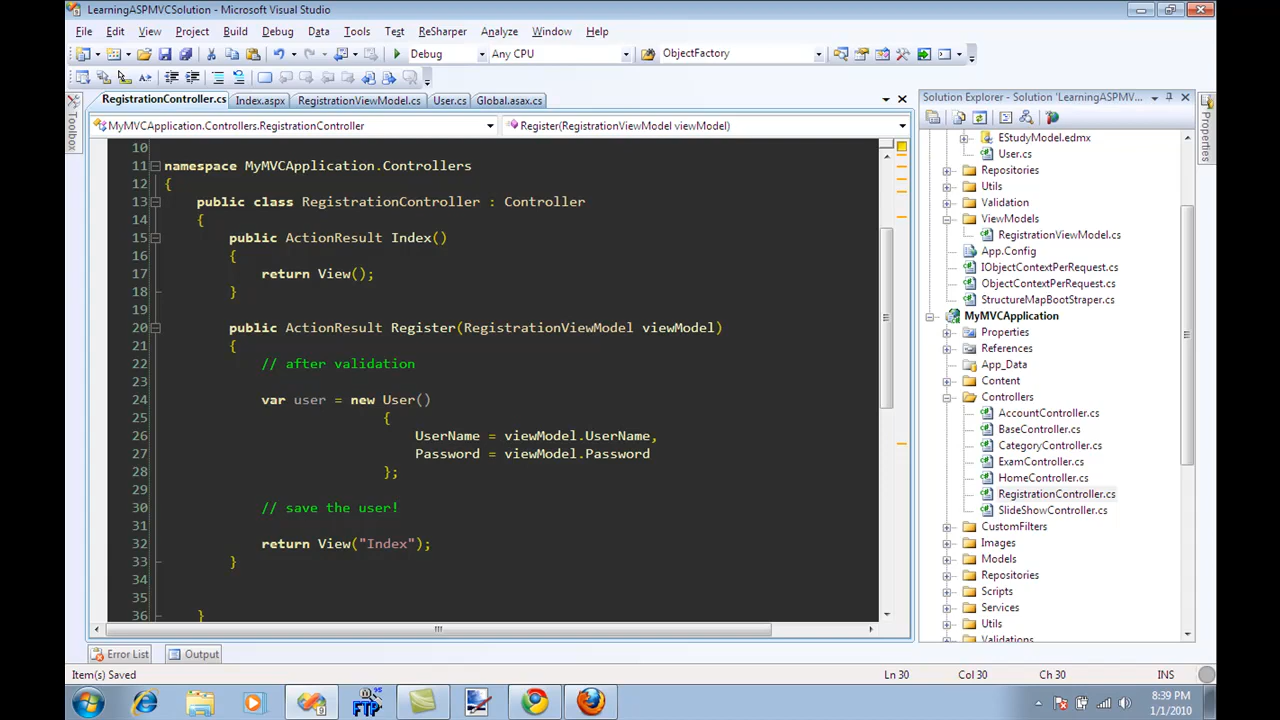 LearningASPMVCSolution - Microsoft Visual Studio
File Edit View Project Build Debug Data Tools Test ReSharper Analyze Window Help
Debug Any CPU ObjectFactory
RegistrationController.cs Index.aspx RegistrationViewModel.cs User.cs Global.asax.cs
MyMVCApplication.Controllers.RegistrationController Register(RegistrationViewModel viewModel)
Toolbox
10
11 namespace MyMVCApplication.Controllers
12 {
13 public class RegistrationController : Controller
14 {
15 public ActionResult Index()
16 {
17 return View();
18 }
19
20 public ActionResult Register(RegistrationViewModel viewModel)
21 {
22 // after validation
23
24 var user = new User()
25 {
26 UserName = viewModel.UserName,
27 Password = viewModel.Password
28 };
29
30 // save the user!
31
32 return View("Index");
33 }
34
35
36 }
Solution Explorer - Solution 'LearningASPMV...
Properties
EStudyModel.edmx
User.cs
Repositories
Utils
Validation
ViewModels
RegistrationViewModel.cs
App.Config
IObjectContextPerRequest.cs
ObjectContextPerRequest.cs
StructureMapBootStraper.cs
MyMVCApplication
Properties
References
App_Data
Content
Controllers
AccountController.cs
BaseController.cs
CategoryController.cs
ExamController.cs
HomeController.cs
RegistrationController.cs
SlideShowController.cs
CustomFilters
Images
Models
Repositories
Scripts
Services
Utils
Validations
Error List Output
Item(s) Saved Ln 30 Col 30 Ch 30 INS
FTP
8:39 PM
1/1/2010